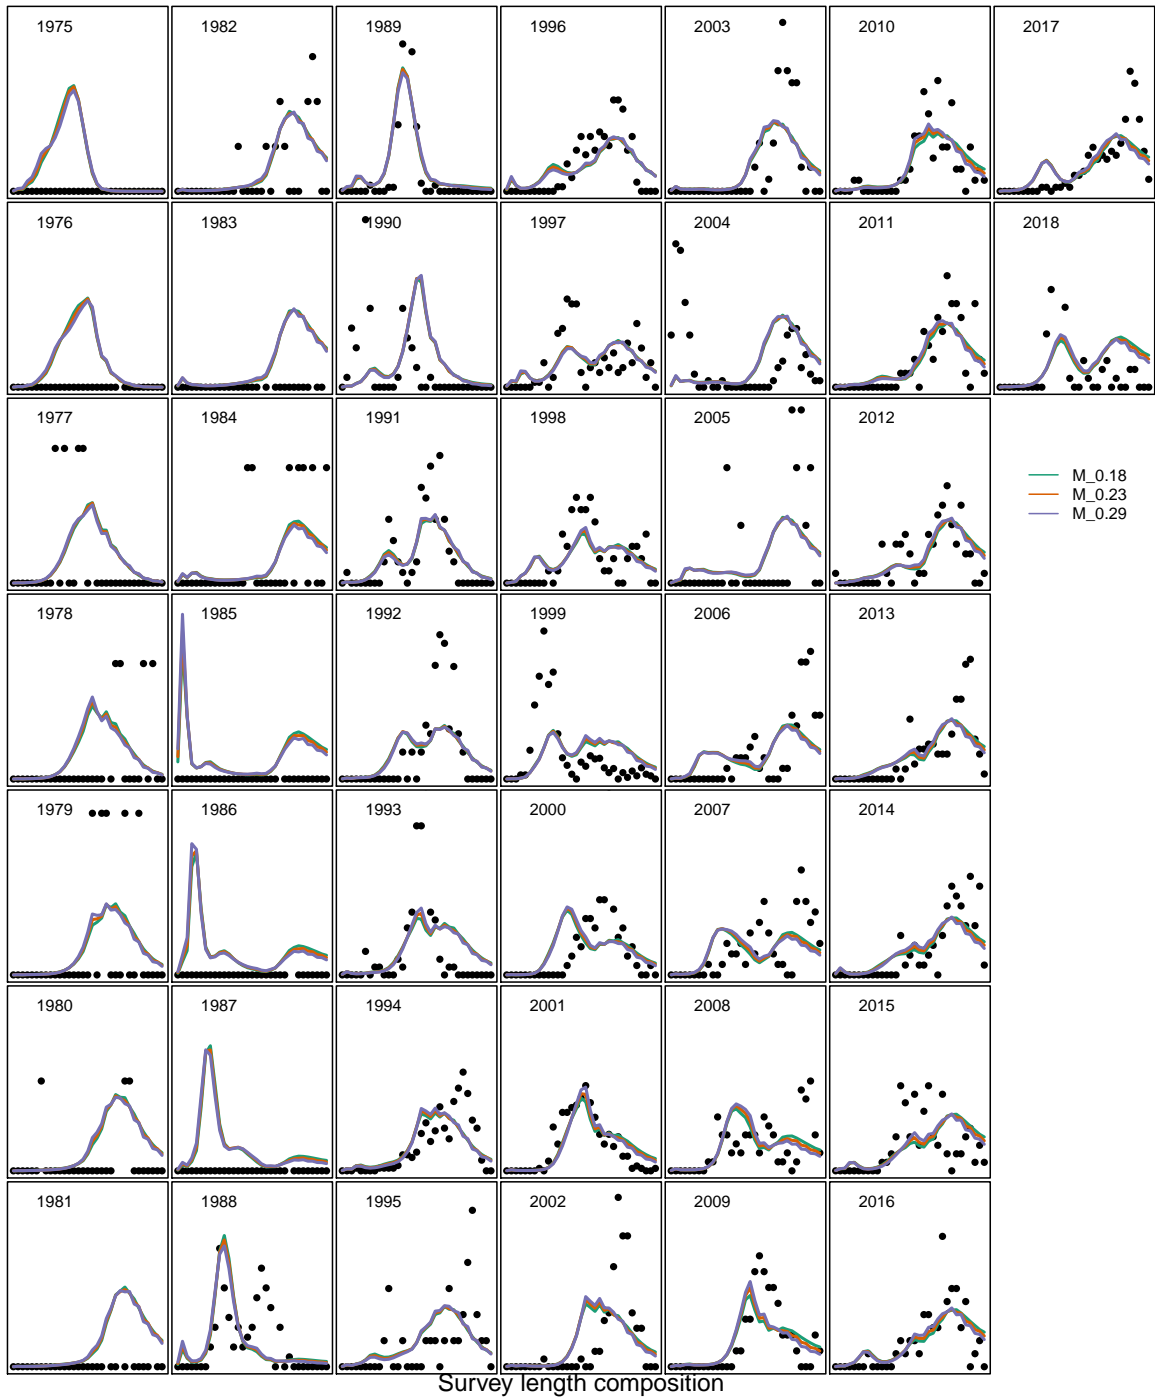 1975 1982 1989 1996 2003 2010 2017
1976 1983 1990 1997 2004 2011 2018
1977 1984 1991 1998 2005 2012
M_0.18
M_0.23
M_0.29
1978 1985 1992 1999 2006 2013
1979 1986 1993 2000 2007 2014
1980 1987 1994 2001 2008 2015
1981 1988 1995 2002 2009 2016
Survey length composition